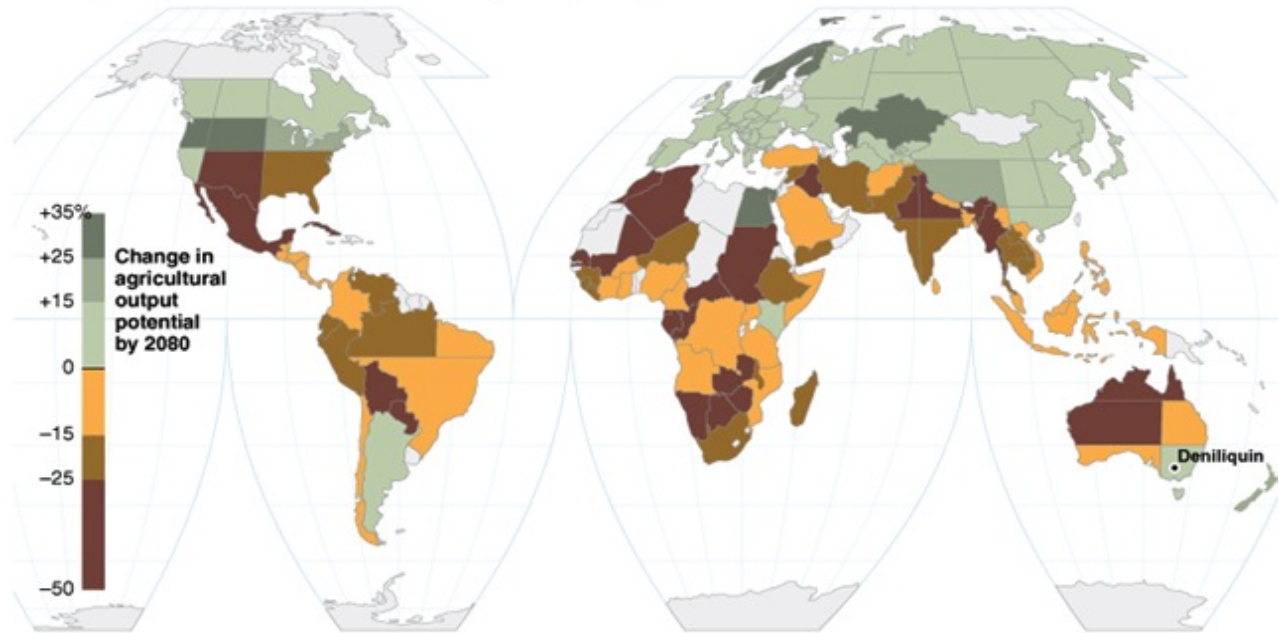 +35%
+25
+15
0
−15
−25
−50
Change in
agricultural
output
potential
by 2080
Deniliquin